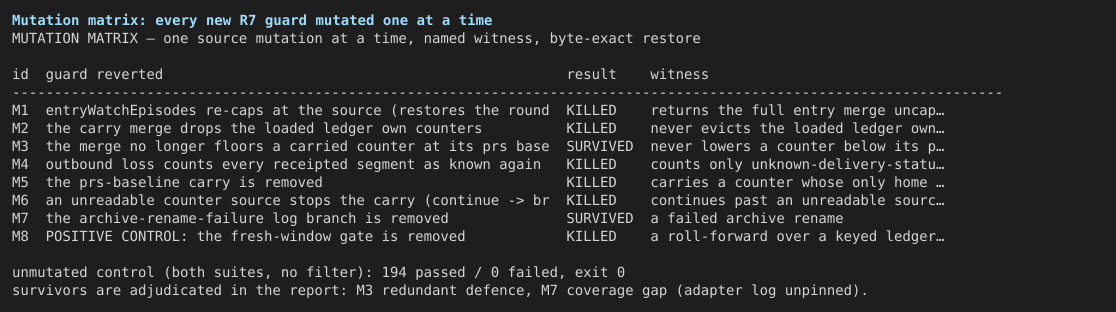 Mutation matrix: every new R7 guard mutated one at a time
MUTATION MATRIX — one source mutation at a time, named witness, byte-exact restore
id  guard reverted                                                result    witness
----------------------------------------------------------------------------------------------------------------------
M1  entryWatchEpisodes re-caps at the source (restores the round  KILLED    returns the full entry merge uncap…
M2  the carry merge drops the loaded ledger own counters          KILLED    never evicts the loaded ledger own…
M3  the merge no longer floors a carried counter at its prs base  SURVIVED  never lowers a counter below its p…
M4  outbound loss counts every receipted segment as known again   KILLED    counts only unknown-delivery-statu…
M5  the prs-baseline carry is removed                             KILLED    carries a counter whose only home …
M6  an unreadable counter source stops the carry (continue -> br  KILLED    continues past an unreadable sourc…
M7  the archive-rename-failure log branch is removed              SURVIVED  a failed archive rename
M8  POSITIVE CONTROL: the fresh-window gate is removed            KILLED    a roll-forward over a keyed ledger…
unmutated control (both suites, no filter): 194 passed / 0 failed, exit 0
survivors are adjudicated in the report: M3 redundant defence, M7 coverage gap (adapter log unpinned).